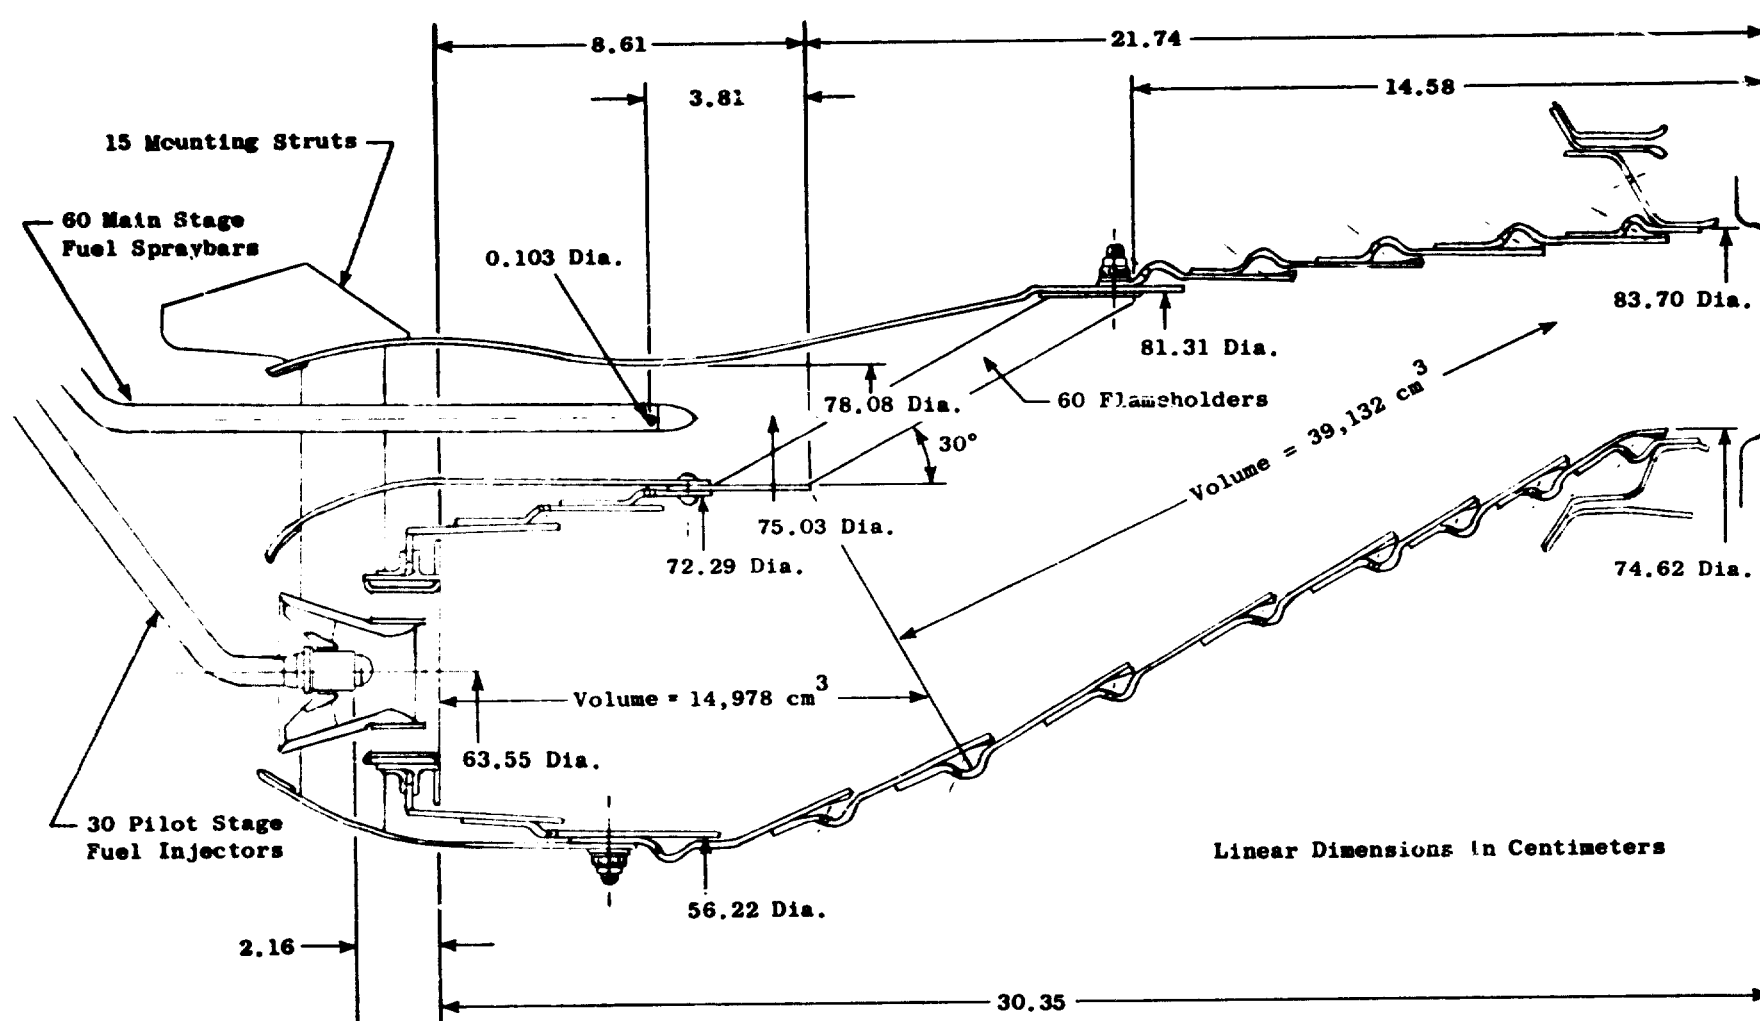 8.61
21.74
3.81
14.58
15 Mounting Struts
60 Main Stage
Fuel Spraybars
0.103 Dia.
83.70 Dia.
81.31 Dia.
78.08 Dia.
60 Flameholders
30°
Volume = 39,132 cm³
75.03 Dia.
72.29 Dia.
74.62 Dia.
Volume = 14,978 cm³
63.55 Dia.
30 Pilot Stage
Fuel Injectors
Linear Dimensions in Centimeters
56.22 Dia.
2.16
30.35